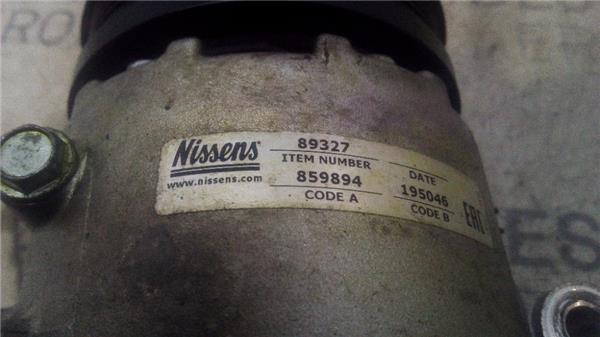 Nissens
www.nissens.com
89327
ITEM NUMBER
DATE
859894
195046
CODE A
CODE B
EAC